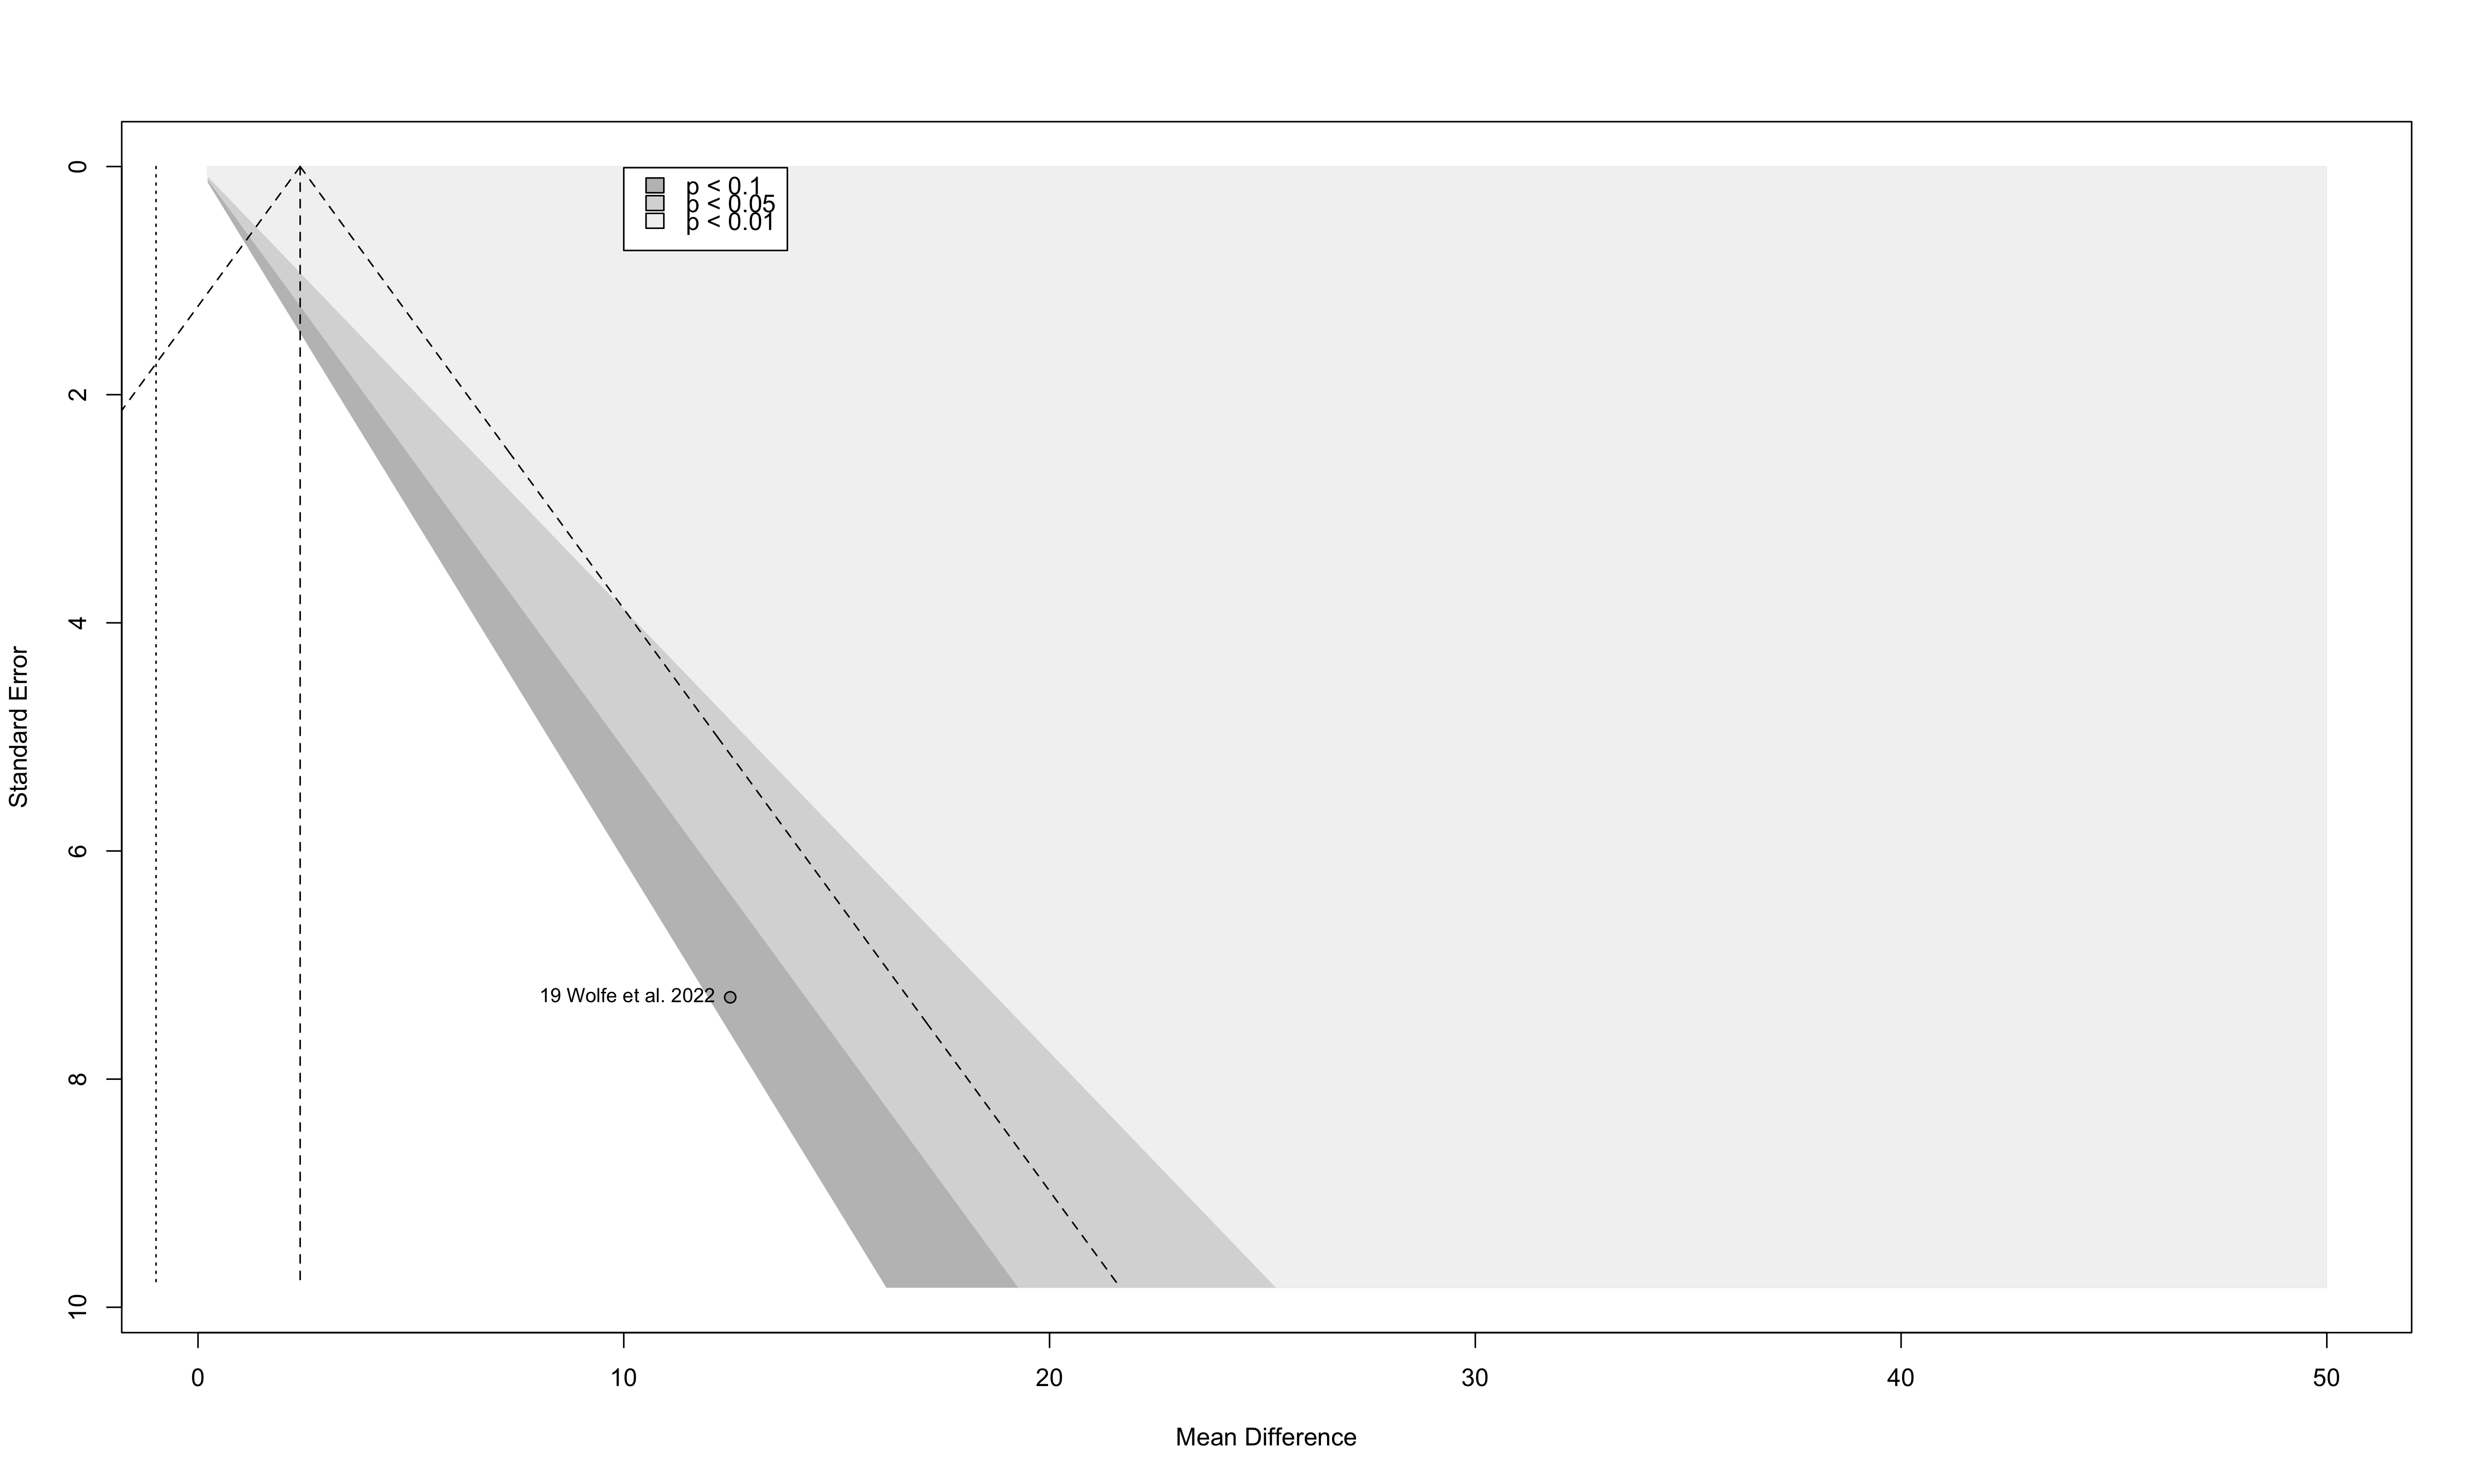 p < 0.1
p < 0.05
p < 0.01
0
2
4
6
8
10
Standard Error
19 Wolfe et al. 2022
0
10
20
30
40
50
Mean Difference